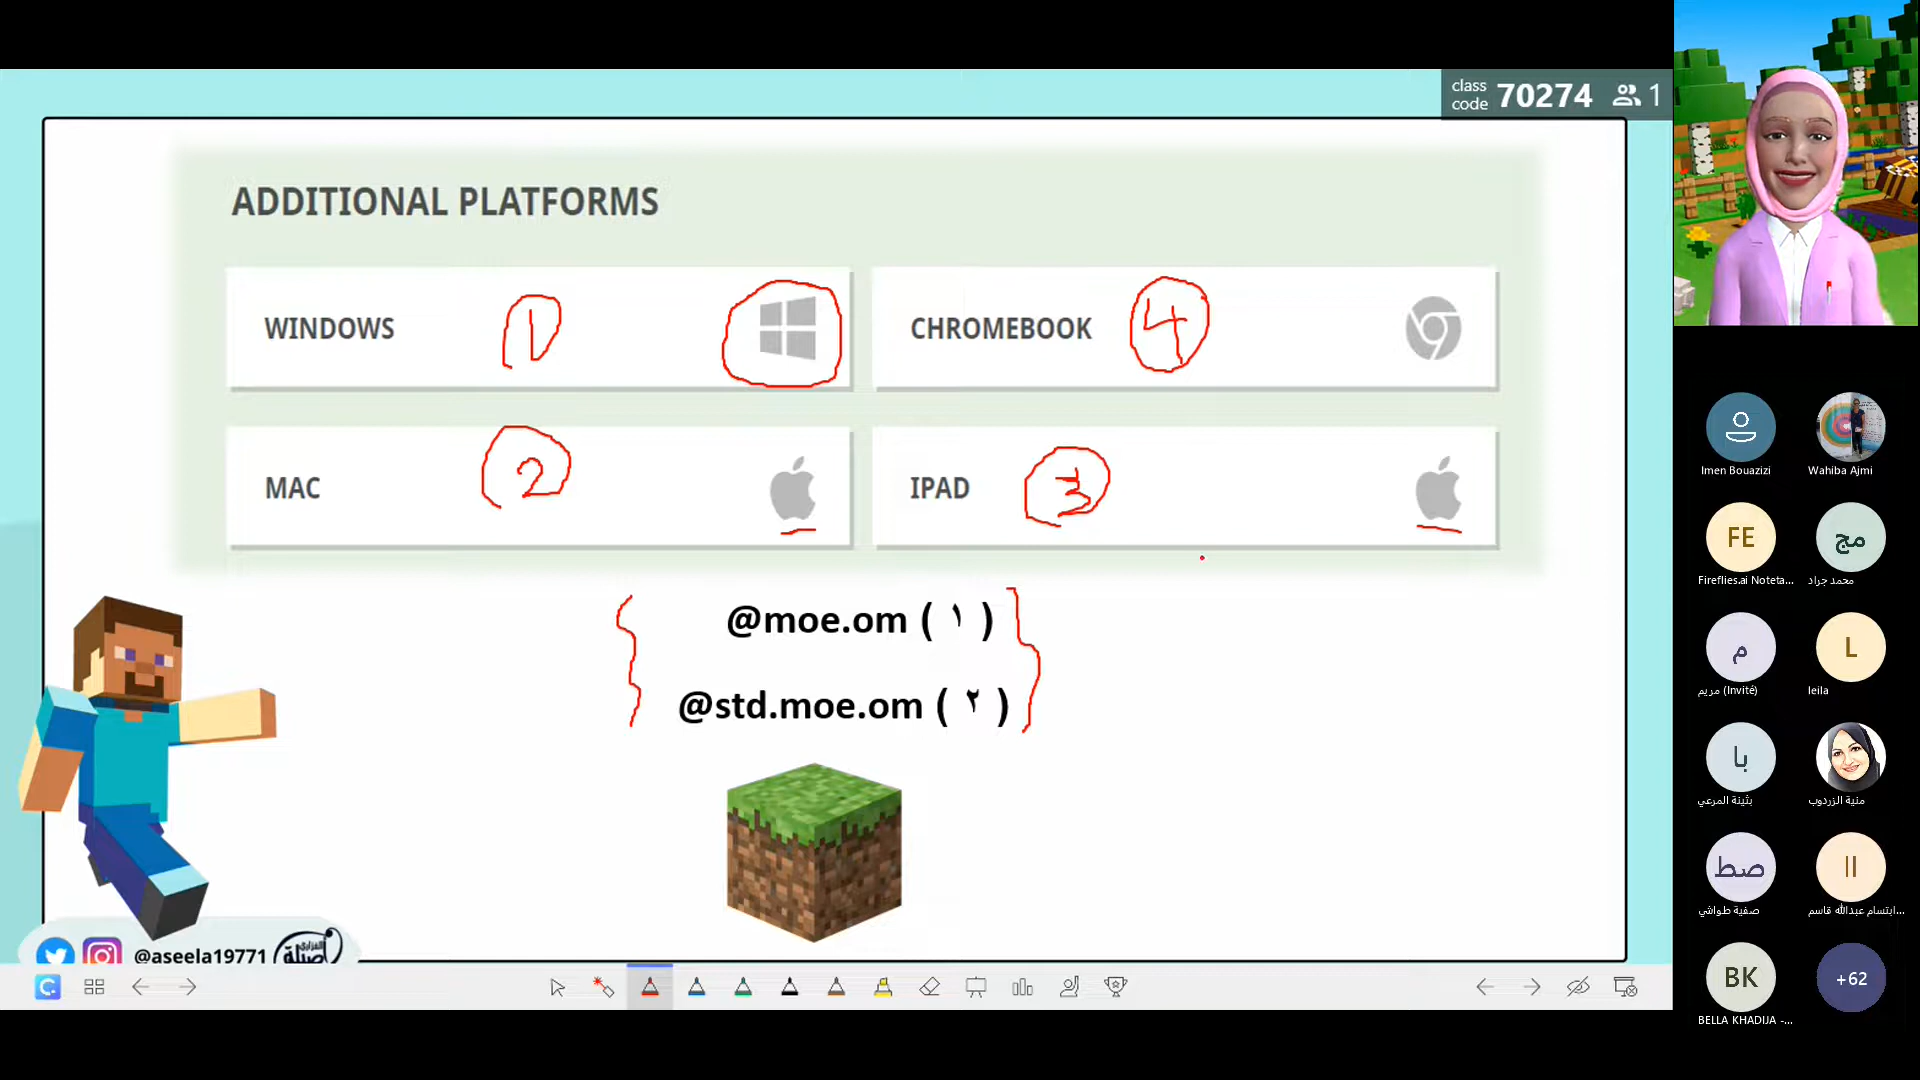 class code 70274 1
ADDITIONAL PLATFORMS
WINDOWS 1
CHROMEBOOK 4
MAC 2
IPAD 3
@moe.om ( ١ )
@std.moe.om ( ٢ )
@aseela19771
أصيلة
Imen Bouazizi
Wahiba Ajmi
FE
مج
Fireflies.ai Noteta...
محمد جراد
م
L
مريم (Invité)
leila
با
بثينة المرعي
منية الزردوب
صط
اا
صفية طواشي
ابتسام عبدالله قاسم...
BK
+62
BELLA KHADIJA -...